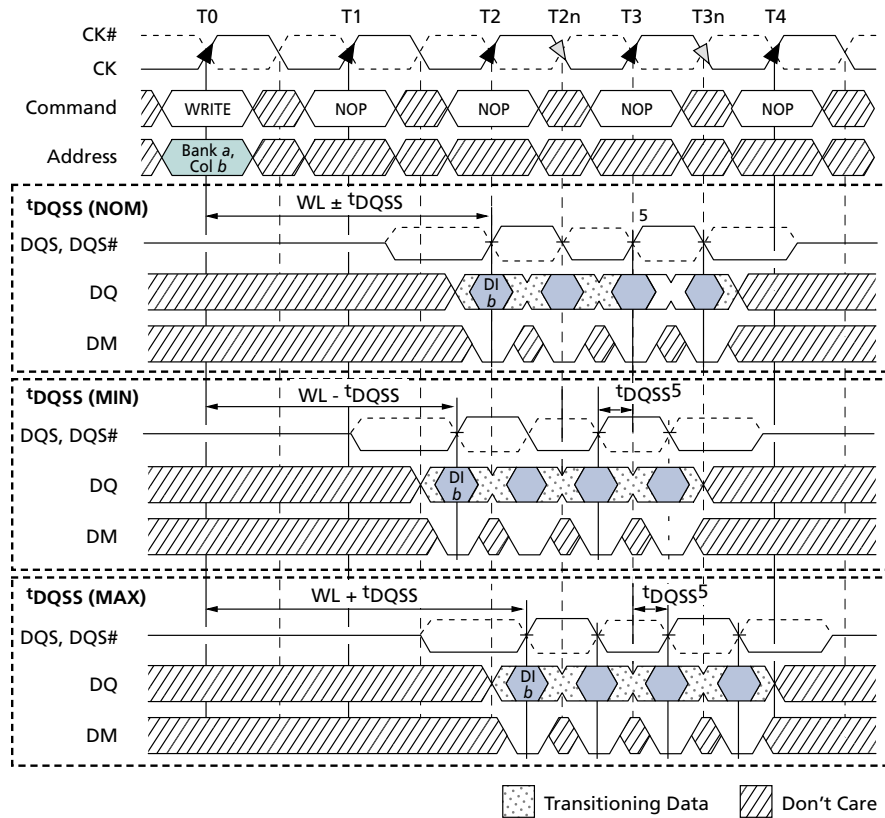 T0 T1 T2 T2n T3 T3n T4
CK#
CK
Command WRITE NOP NOP NOP NOP
Address Bank a,
Col b
tDQSS (NOM) WL ± tDQSS
5
DQS, DQS#
DQ DI
b
DM
tDQSS (MIN) WL - tDQSS tDQSS5
DQS, DQS#
DQ DI
b
DM
tDQSS (MAX) WL + tDQSS tDQSS5
DQS, DQS#
DQ DI
b
DM
Transitioning Data Don't Care